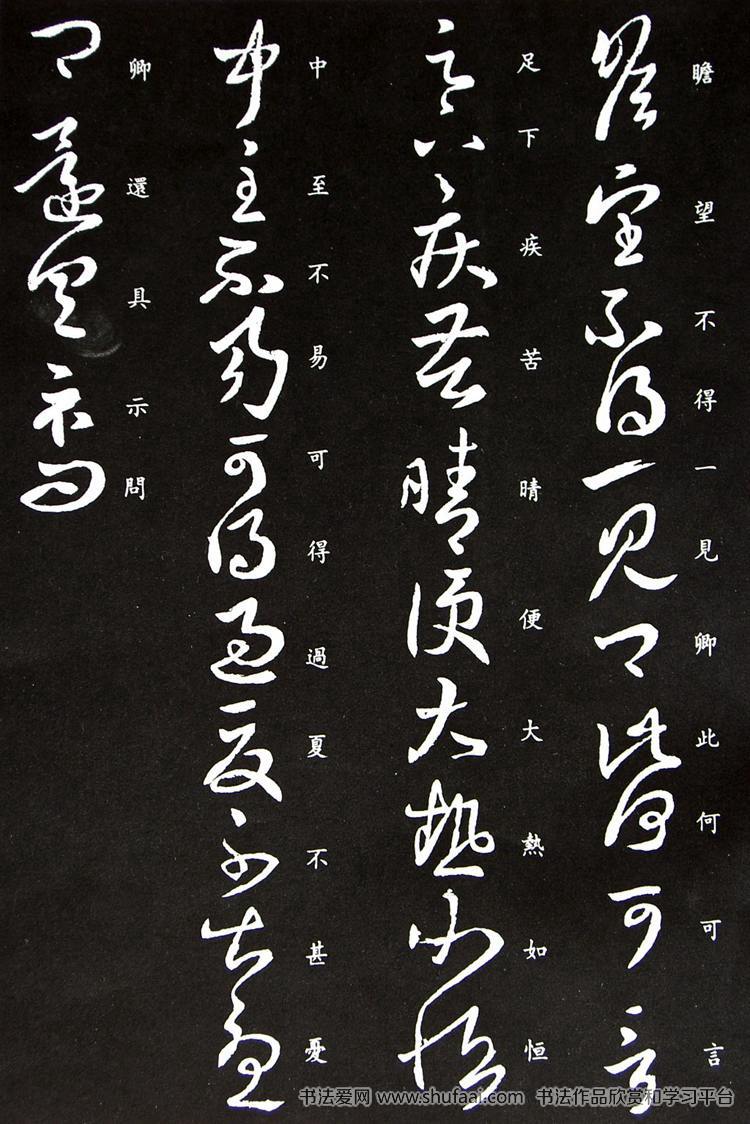 瞻望不得一見卿此何可言
足下疾苦晴便大熱大如恒
中至不易可得過夏不甚憂
卿還具示問
书法爱网 www.shufaai.com 书法作品欣赏和学习平台